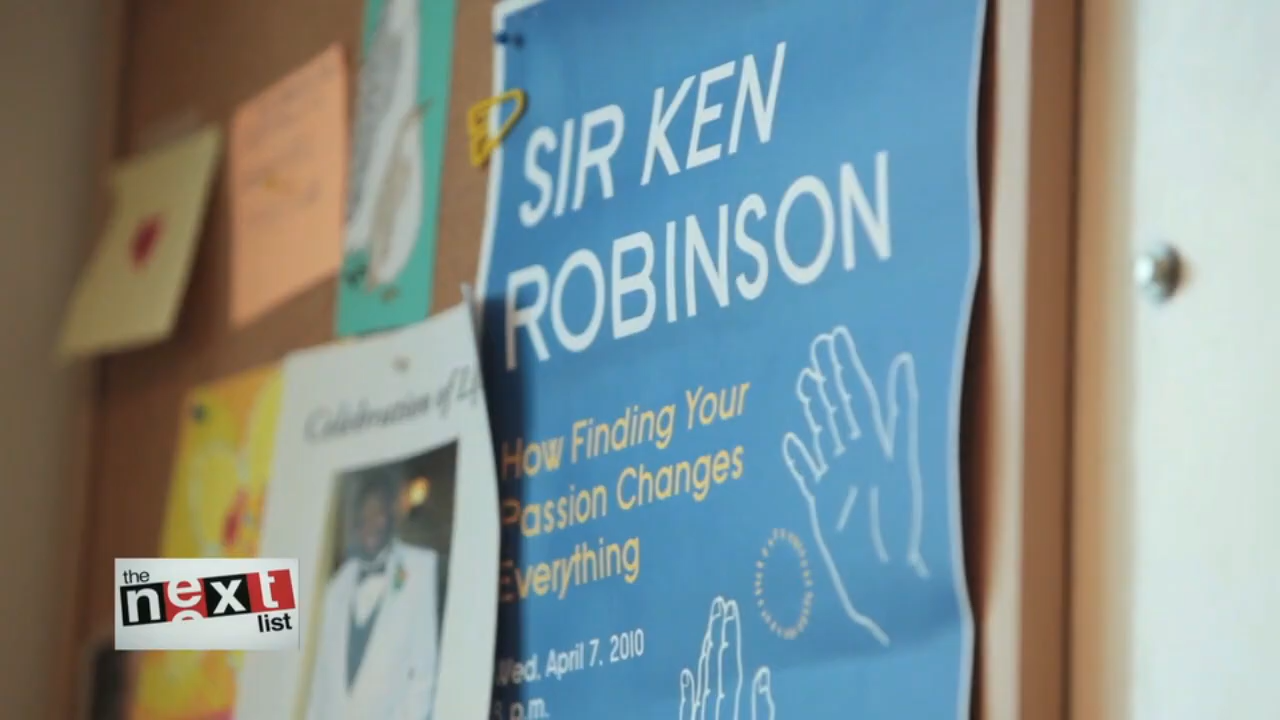 SIR KEN
ROBINSON
How Finding Your
Passion Changes
Everything
Wed. April 7, 2010
p.m.
Celebration of
the
next
list